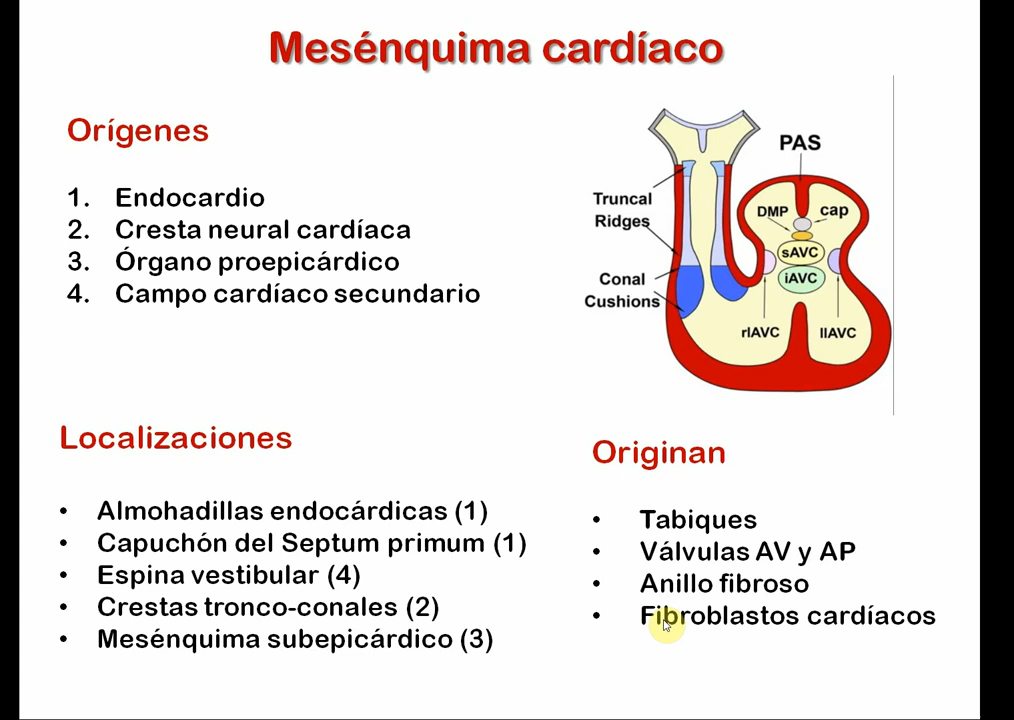 Mesénquima cardíaco
Orígenes
1. Endocardio
2. Cresta neural cardíaca
3. Órgano proepicárdico
4. Campo cardíaco secundario
PAS
Truncal
Ridges
DMP
cap
sAVC
iAVC
Conal
Cushions
rlAVC
llAVC
Localizaciones
• Almohadillas endocárdicas (1)
• Capuchón del Septum primum (1)
• Espina vestibular (4)
• Crestas tronco-conales (2)
• Mesénquima subepicárdico (3)
Originan
• Tabiques
• Válvulas AV y AP
• Anillo fibroso
• Fibroblastos cardíacos